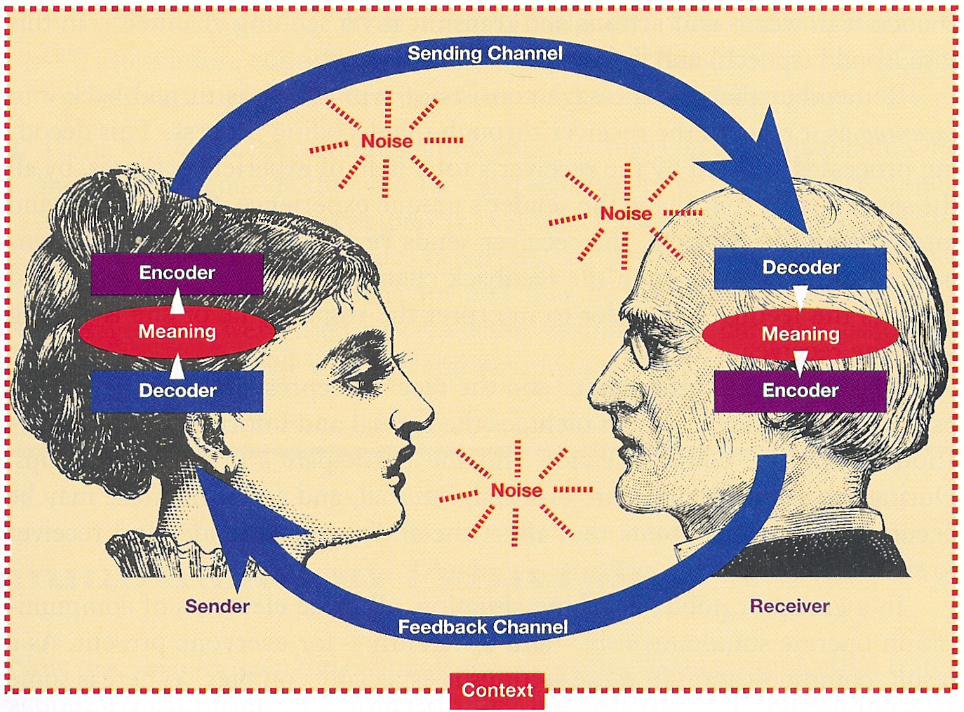 Sending Channel
Noise
Noise
Encoder
Meaning
Decoder
Decoder
Meaning
Encoder
Noise
Sender
Receiver
Feedback Channel
Context